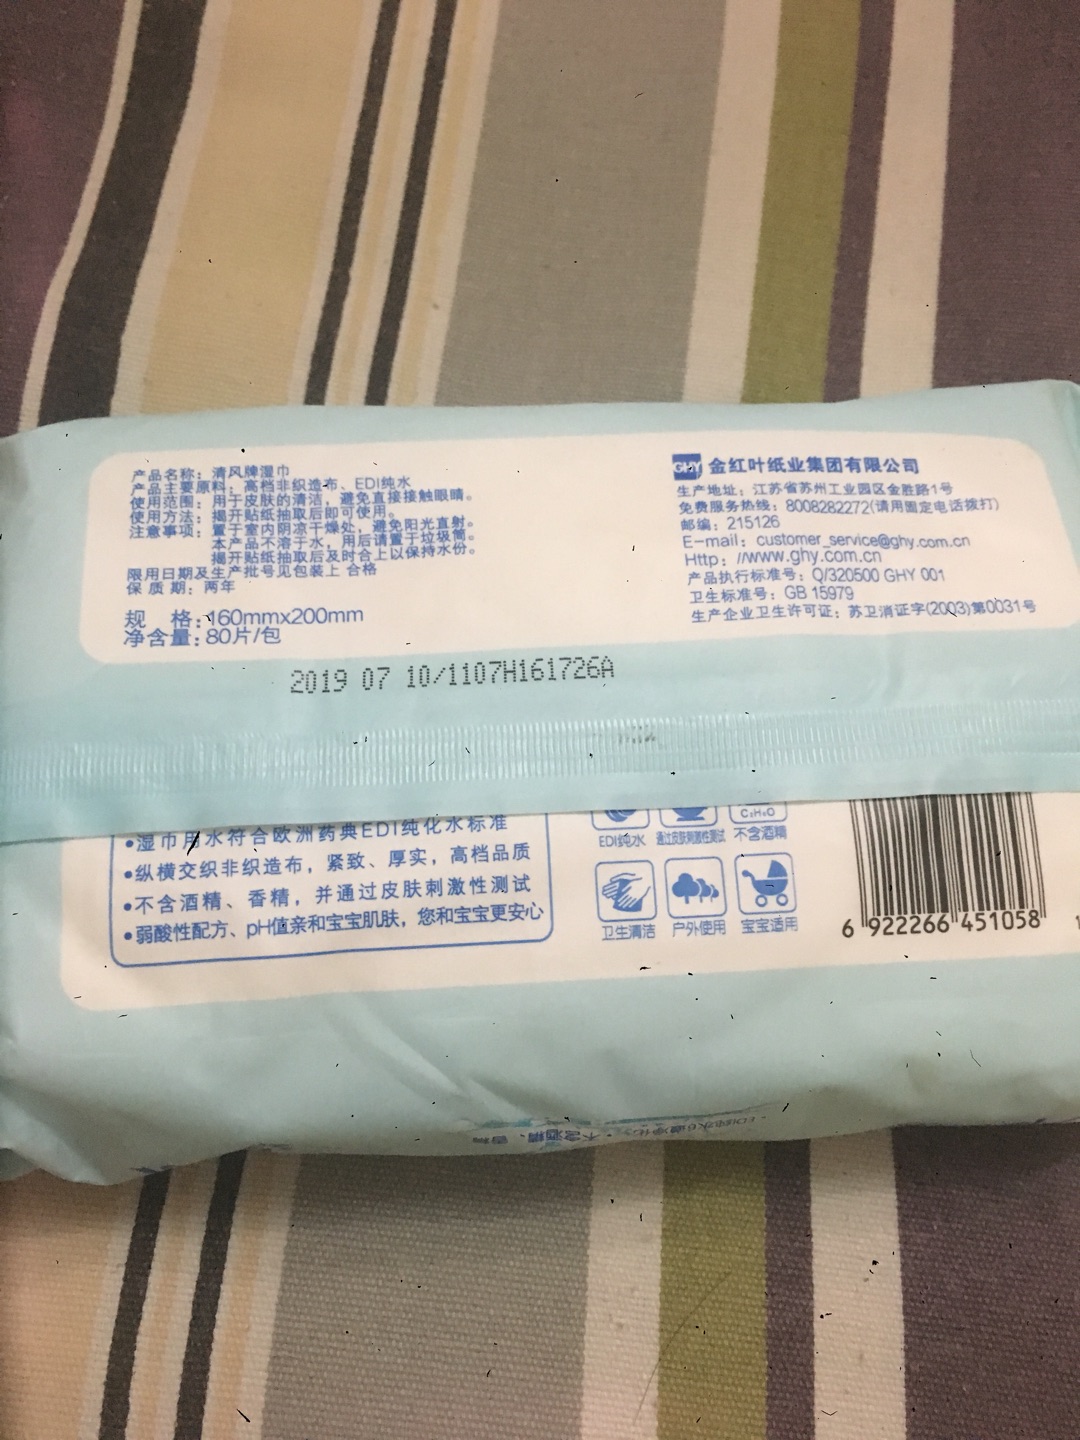 产品名称：清风牌湿巾
产品主要原料：高档非织造布、EDI纯水
使用范围：用于皮肤的清洁，避免直接接触眼睛。
使用方法：揭开贴纸抽取后即可使用。
注意事项：置于室内阴凉干燥处，避免阳光直射。
本产品不溶于水，用后请置于垃圾筒。
揭开贴纸抽取后及时合上以保持水份。
限用日期及生产批号见包装上 合格
保 质 期：两年
规 格：160mmx200mm
净含量：80片/包
GHY 金红叶纸业集团有限公司
生产地址：江苏省苏州工业园区金胜路1号
免费服务热线：8008282272(请用固定电话拨打)
邮编：215126
E-mail：customer_service@ghy.com.cn
Http：//www.ghy.com.cn
产品执行标准号：Q/320500 GHY 001
卫生标准号：GB 15979
生产企业卫生许可证：苏卫消证字(2003)第0031号
2019 07 10/1107H161726A
•湿巾用水符合欧洲药典EDI纯化水标准
•纵横交织非织造布，紧致、厚实，高档品质
•不含酒精、香精，并通过皮肤刺激性测试
•弱酸性配方、pH值亲和宝宝肌肤，您和宝宝更安心
C₂H₆O
EDI纯水 通过皮肤刺激性测试 不含酒精
卫生清洁 户外使用 宝宝适用
6 922266 451058
•不含酒精、香精